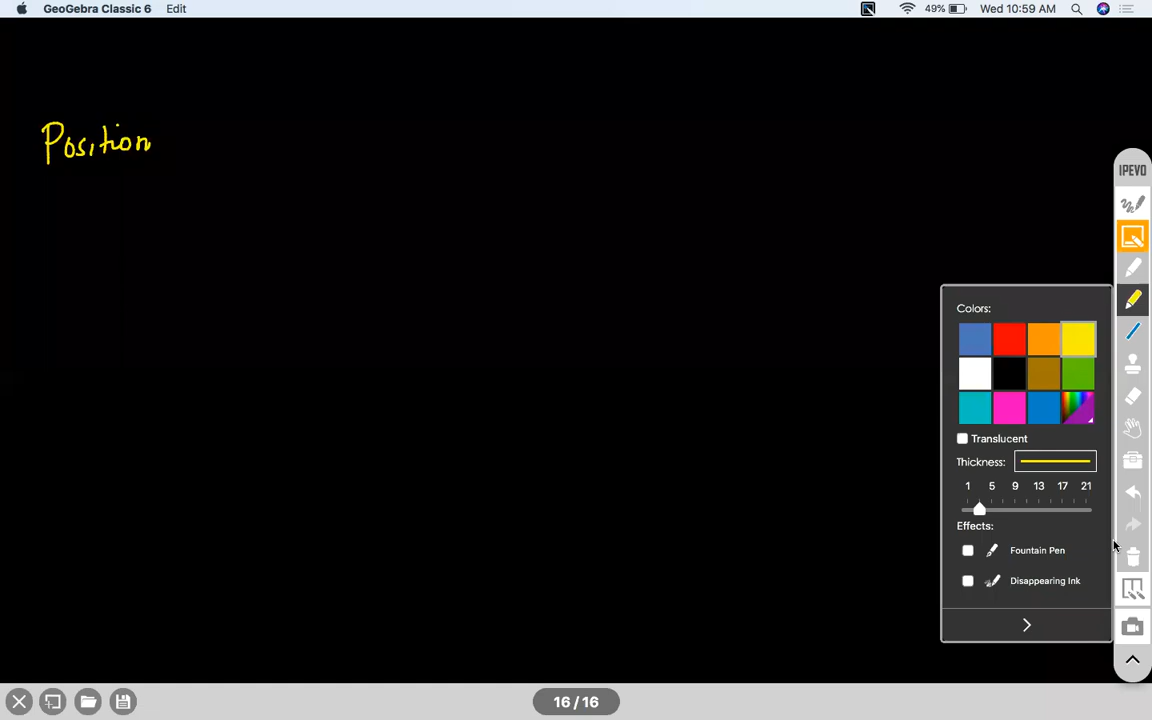 GeoGebra Classic 6 Edit 49% Wed 10:59 AM
Position
IPEVO
Colors:
Translucent
Thickness:
1 5 9 13 17 21
Effects:
Fountain Pen
Disappearing Ink
16 / 16